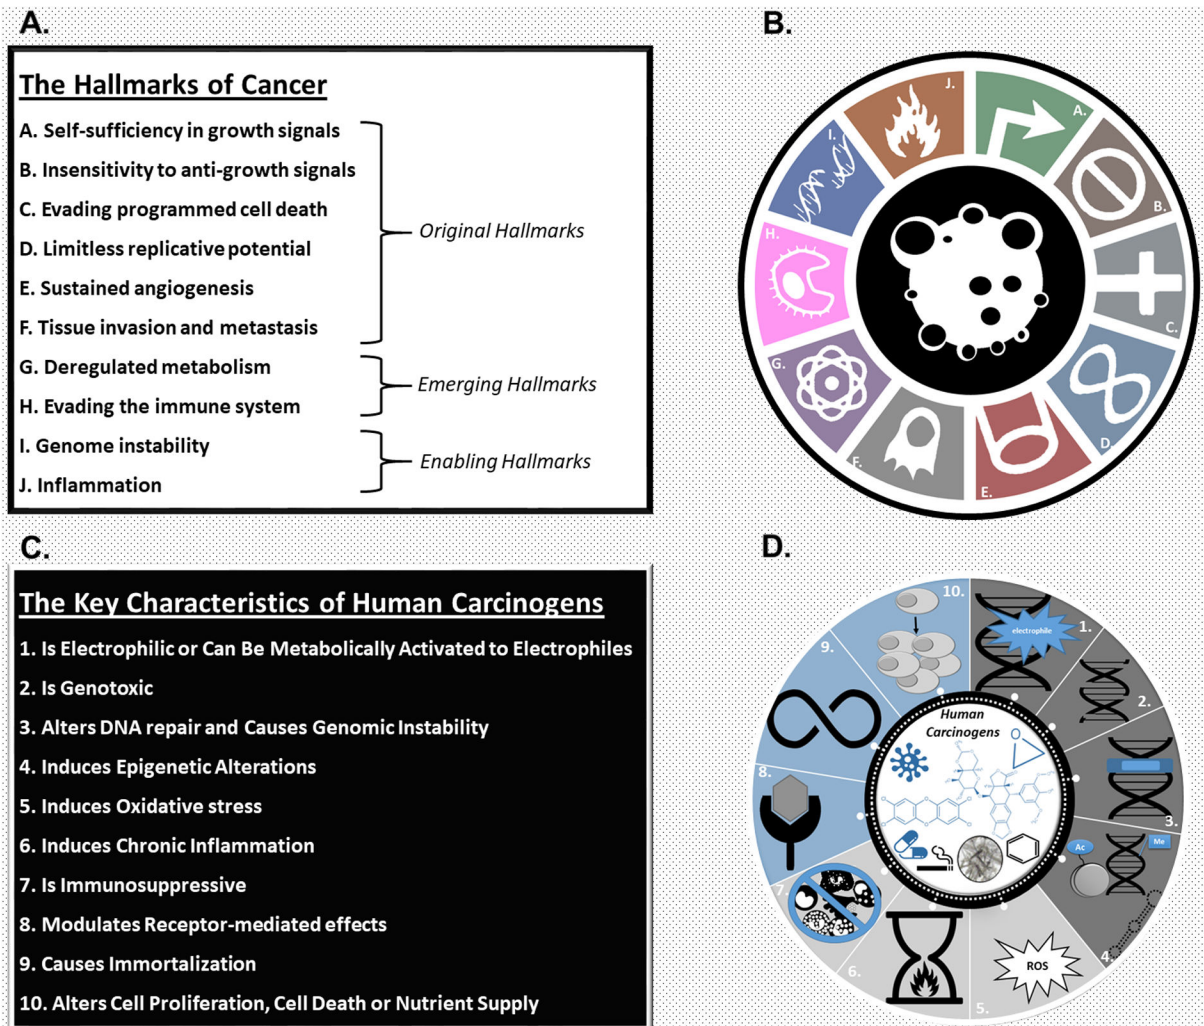 A.
The Hallmarks of Cancer
A. Self-sufficiency in growth signals
B. Insensitivity to anti-growth signals
C. Evading programmed cell death
D. Limitless replicative potential
E. Sustained angiogenesis
F. Tissue invasion and metastasis
Original Hallmarks
G. Deregulated metabolism
H. Evading the immune system
Emerging Hallmarks
I. Genome instability
J. Inflammation
Enabling Hallmarks
B.
A.
B.
C.
D.
E.
F.
G.
H.
I.
J.
C.
The Key Characteristics of Human Carcinogens
1. Is Electrophilic or Can Be Metabolically Activated to Electrophiles
2. Is Genotoxic
3. Alters DNA repair and Causes Genomic Instability
4. Induces Epigenetic Alterations
5. Induces Oxidative stress
6. Induces Chronic Inflammation
7. Is Immunosuppressive
8. Modulates Receptor-mediated effects
9. Causes Immortalization
10. Alters Cell Proliferation, Cell Death or Nutrient Supply
D.
1.
electrophile
2.
3.
4.
Ac
Me
5.
ROS
6.
7.
8.
9.
10.
Human
Carcinogens
O